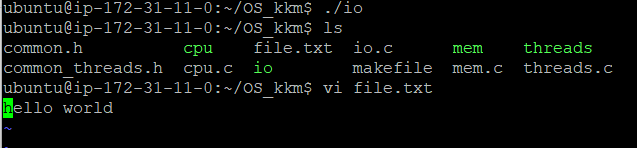 ubuntu@ip-172-31-11-0:~/OS_kkm$ ./io
ubuntu@ip-172-31-11-0:~/OS_kkm$ ls
common.h cpu file.txt io.c mem threads
common_threads.h cpu.c io makefile mem.c threads.c
ubuntu@ip-172-31-11-0:~/OS_kkm$ vi file.txt
hello world
~
~